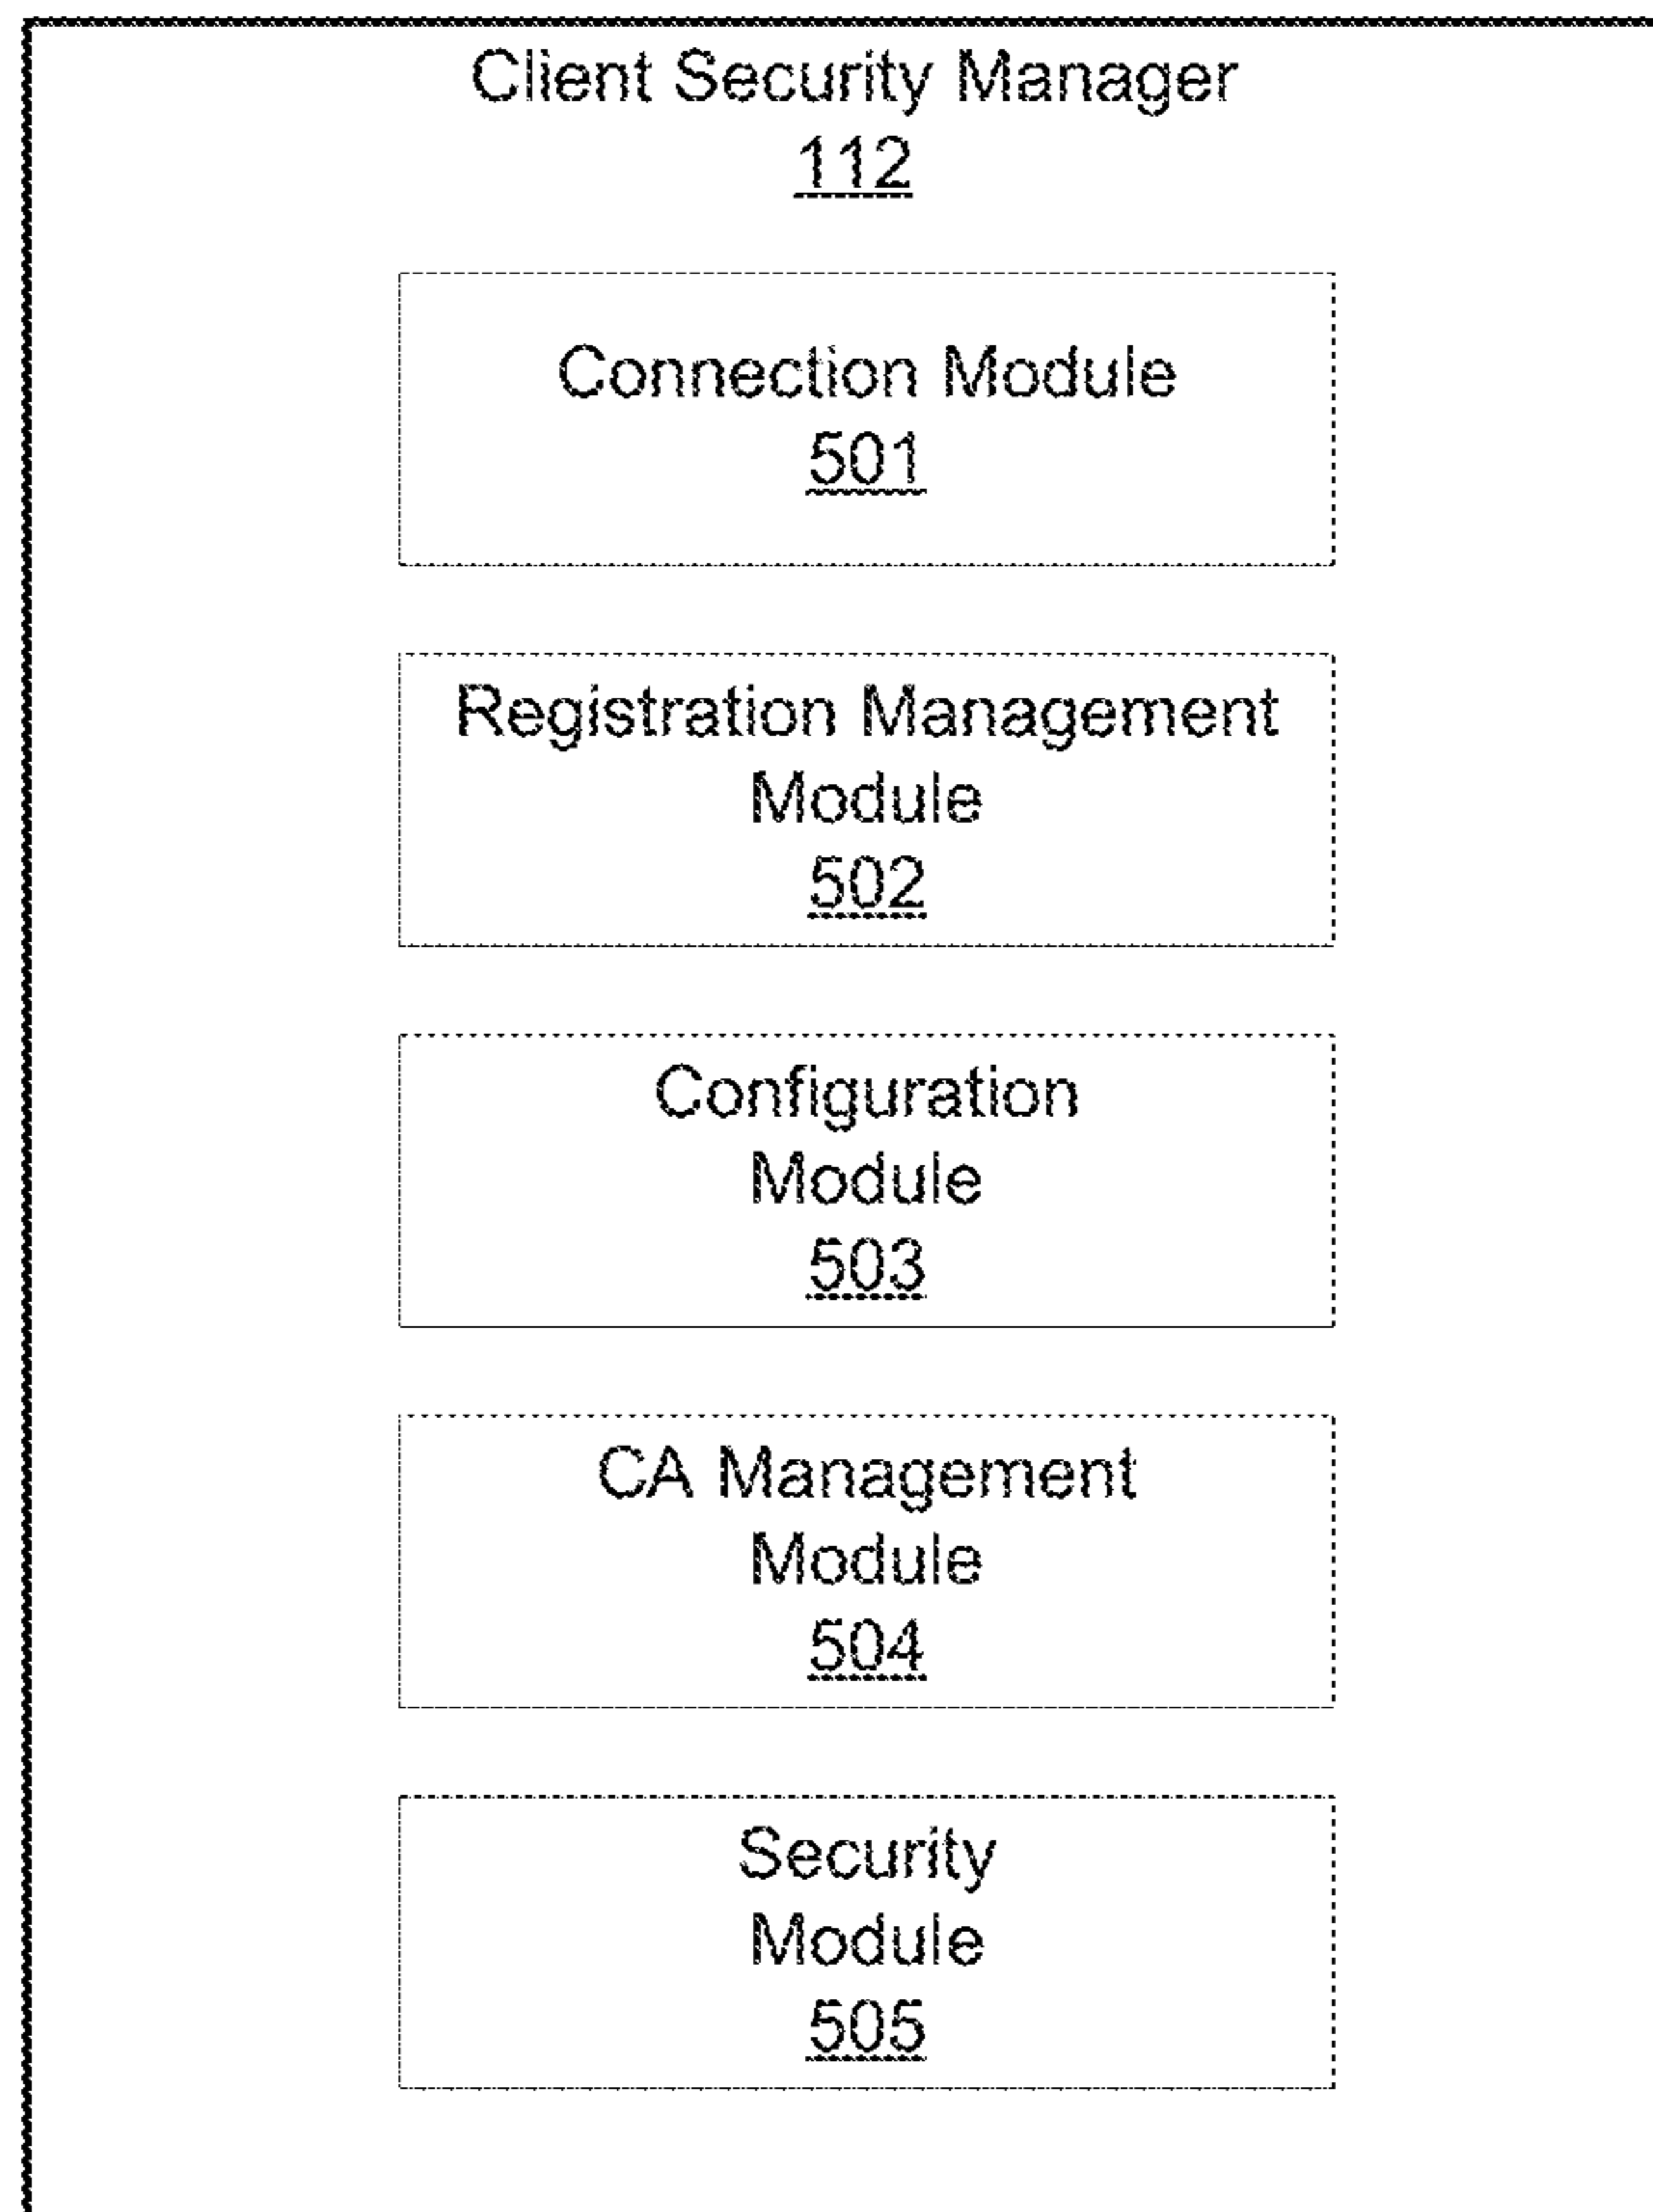 Client Security Manager
112
Connection Module
501
Registration Management
Module
502
Configuration
Module
503
CA Management
Module
504
Security
Module
505